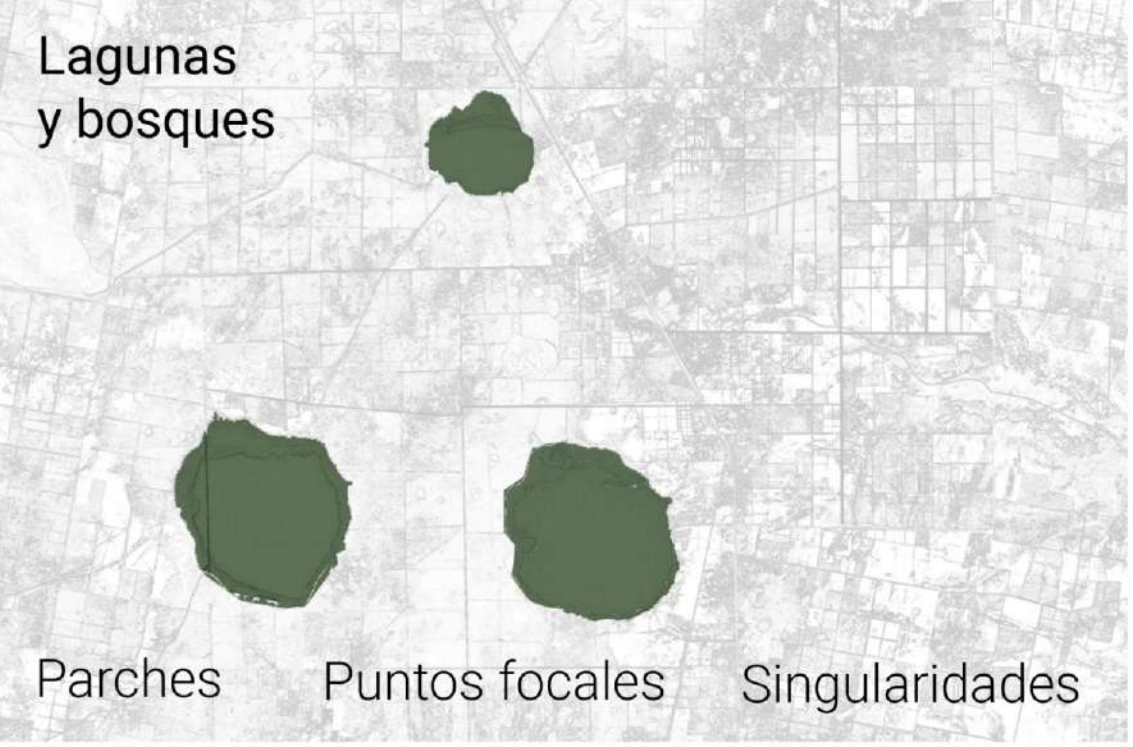 Lagunas
y bosques
Parches
Puntos focales
Singularidades